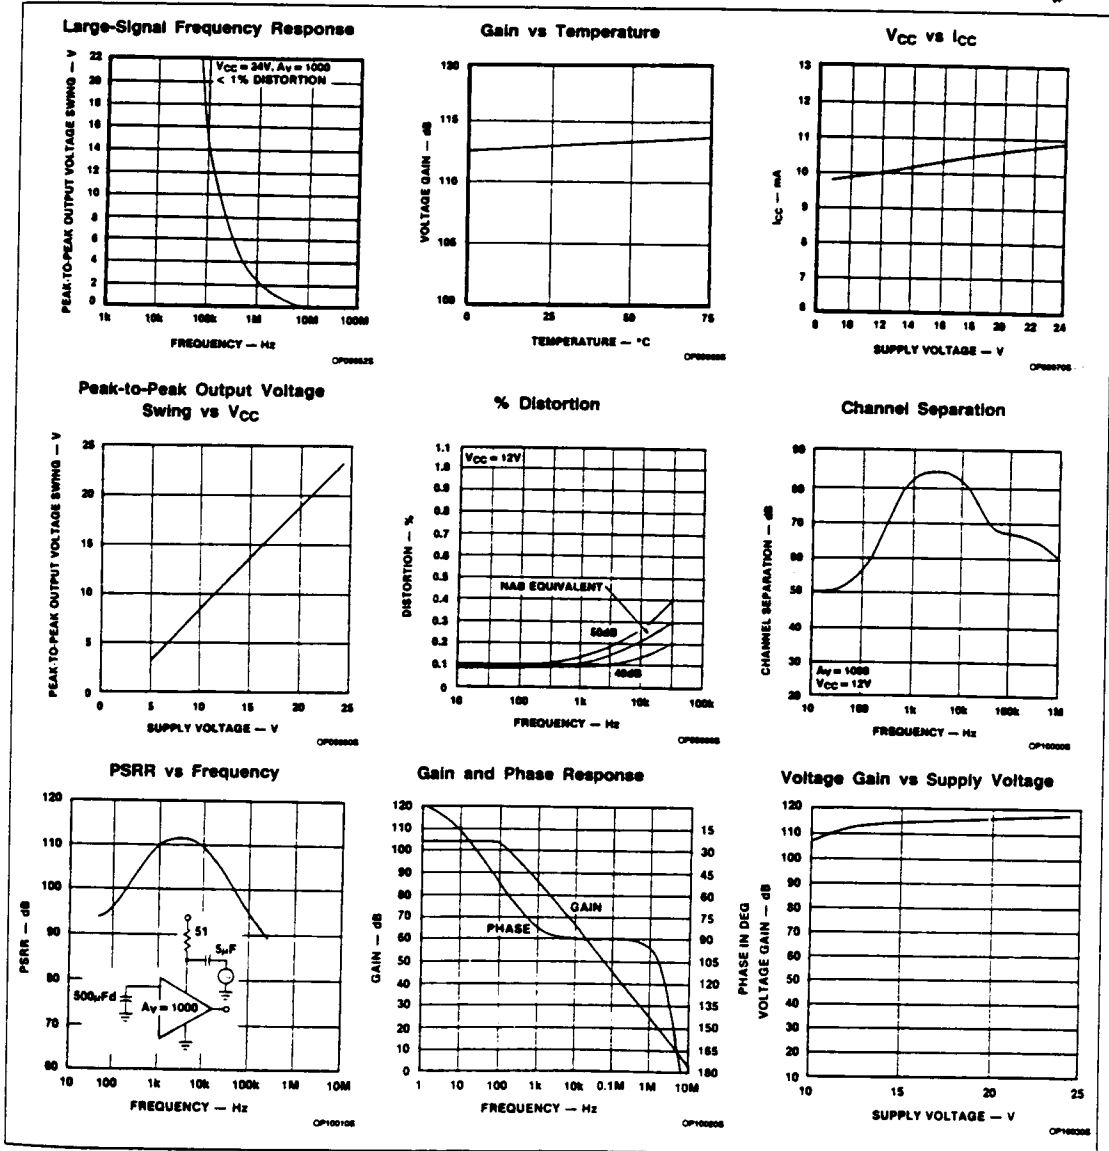 Large-Signal Frequency Response
PEAK-TO-PEAK OUTPUT VOLTAGE SWING — V
22
20
18
16
14
12
10
8
6
4
2
0
VCC = 24V, AV = 1000
< 1% DISTORTION
1k 10k 100k 1M 10M 100M
FREQUENCY — Hz
Gain vs Temperature
VOLTAGE GAIN — dB
120
115
110
105
100
0 25 50 75
TEMPERATURE — °C
VCC vs ICC
ICC — mA
13
12
11
10
9
8
7
6
8 10 12 14 16 18 20 22 24
SUPPLY VOLTAGE — V
Peak-to-Peak Output Voltage
Swing vs VCC
PEAK-TO-PEAK OUTPUT VOLTAGE SWING — V
25
20
15
10
5
0
0 5 10 15 20 25
SUPPLY VOLTAGE — V
% Distortion
DISTORTION — %
1.1
1.0
0.9
0.8
0.7
0.6
0.5
0.4
0.3
0.2
0.1
0
VCC = 12V
NAB EQUIVALENT
50dB
40dB
10 100 1k 10k 100k
FREQUENCY — Hz
Channel Separation
CHANNEL SEPARATION — dB
90
80
70
60
50
40
30
20
AV = 1000
VCC = 12V
10 100 1k 10k 100k 1M
FREQUENCY — Hz
OP10000S
PSRR vs Frequency
PSRR — dB
120
110
100
90
80
70
60
51
5µF
500µFd
AV = 1000
10 100 1k 10k 100k 1M 10M
FREQUENCY — Hz
OP10010S
Gain and Phase Response
GAIN — dB
120
110
100
90
80
70
60
50
40
30
20
10
0
GAIN
PHASE
15
30
45
60
75
90
105
120
135
150
165
180
PHASE IN DEG
1 10 100 1k 10k 0.1M 1M 10M
FREQUENCY — Hz
OP10020S
Voltage Gain vs Supply Voltage
VOLTAGE GAIN — dB
120
110
100
90
80
70
60
50
40
30
20
10
10 15 20 25
SUPPLY VOLTAGE — V
OP10030S